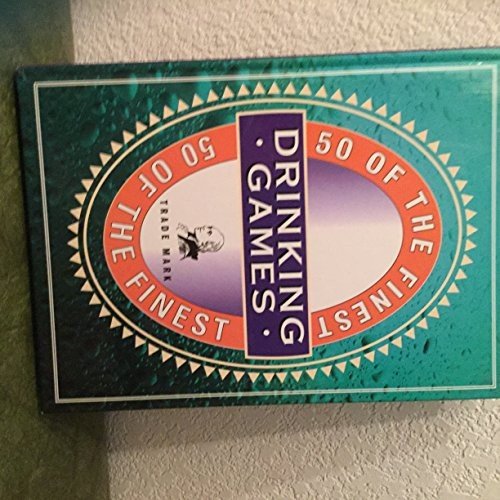 50 OF THE FINEST
DRINKING
· GAMES ·
TRADE MARK
50 OF THE FINEST